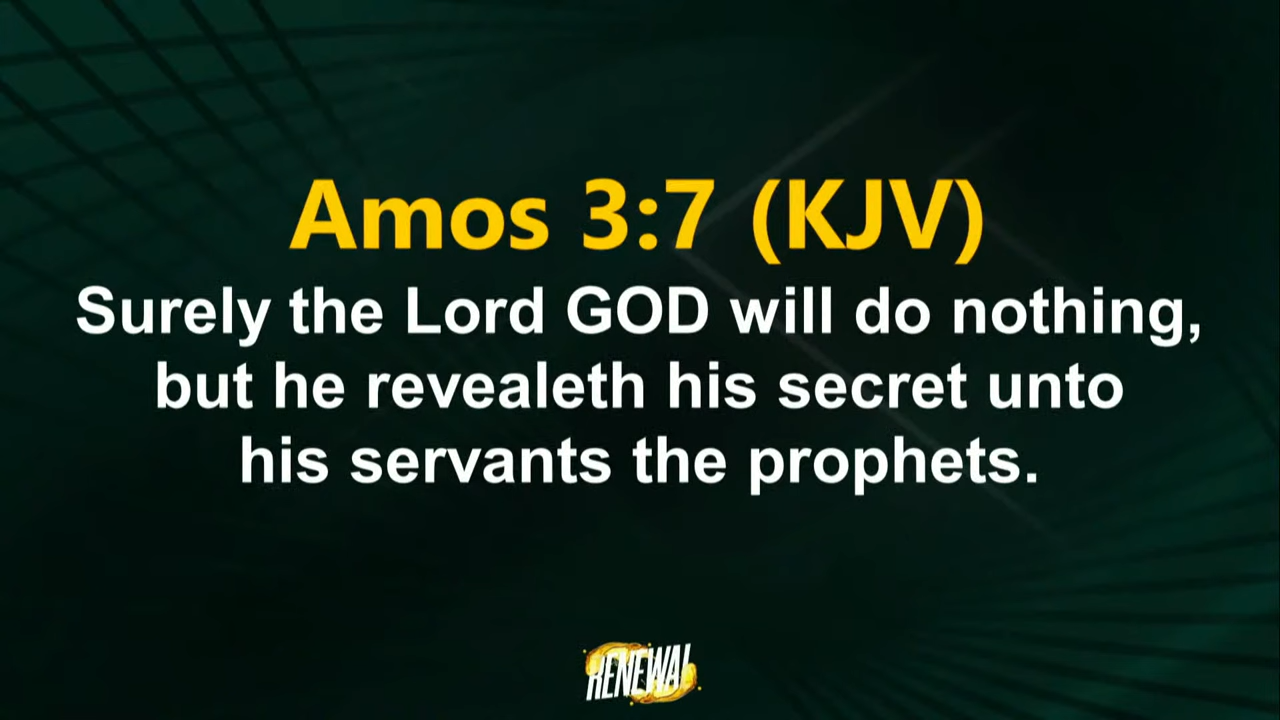 Amos 3:7 (KJV)
Surely the Lord GOD will do nothing,
but he revealeth his secret unto
his servants the prophets.
RENEWAL